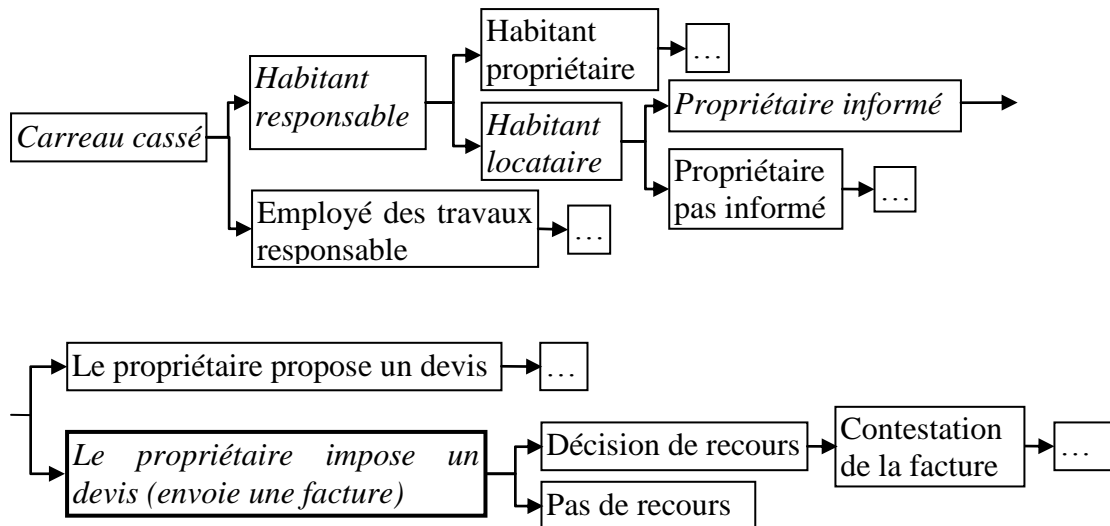 Habitant
propriétaire
…
Habitant
responsable
Propriétaire informé
Carreau cassé
Habitant
locataire
Propriétaire
pas informé
…
Employé des travaux
responsable
…
Le propriétaire propose un devis
…
Le propriétaire impose un
devis (envoie une facture)
Décision de recours
Contestation
de la facture
…
Pas de recours